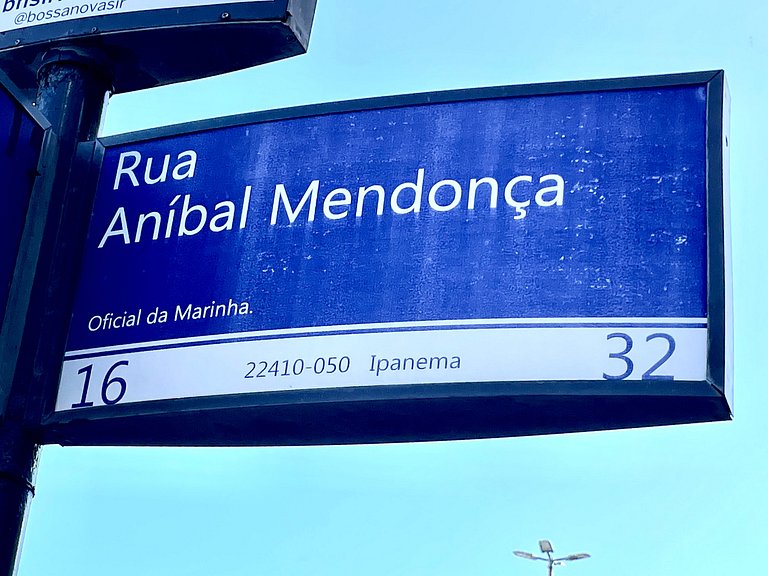 @bossanovasir
Rua
Aníbal Mendonça
Oficial da Marinha.
16 22410-050 Ipanema 32